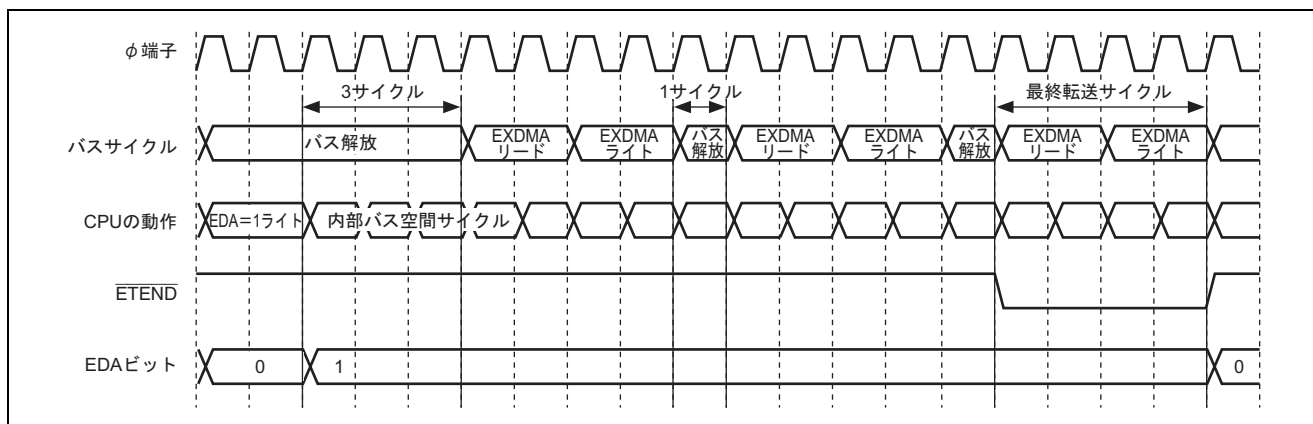 φ端子
3サイクル
1サイクル
最終転送サイクル
バスサイクル
バス解放
EXDMA
リード
EXDMA
ライト
バス
解放
EXDMA
リード
EXDMA
ライト
バス
解放
EXDMA
リード
EXDMA
ライト
CPUの動作
EDA＝1ライト
内部バス空間サイクル
ETEND
EDAビット
0
1
0